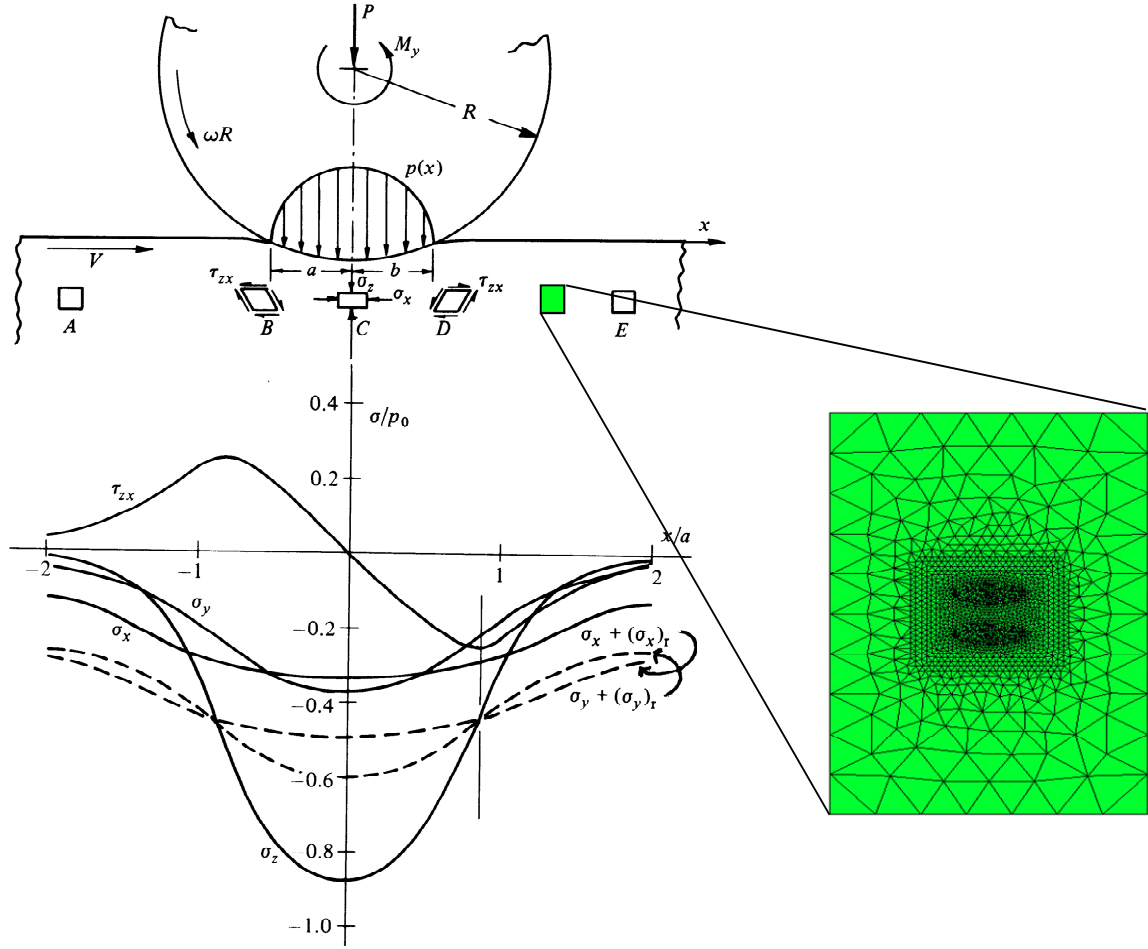 P
M_y
R
ωR
p(x)
x
V
a
b
τ_zx
σ_z
σ_x
τ_zx
A
B
C
D
E
0.4
σ/p_0
0.2
τ_zx
x/a
−2
−1
1
2
σ_y
−0.2
σ_x
σ_x + (σ_x)_r
σ_y + (σ_y)_r
−0.4
−0.6
σ_z
−0.8
−1.0